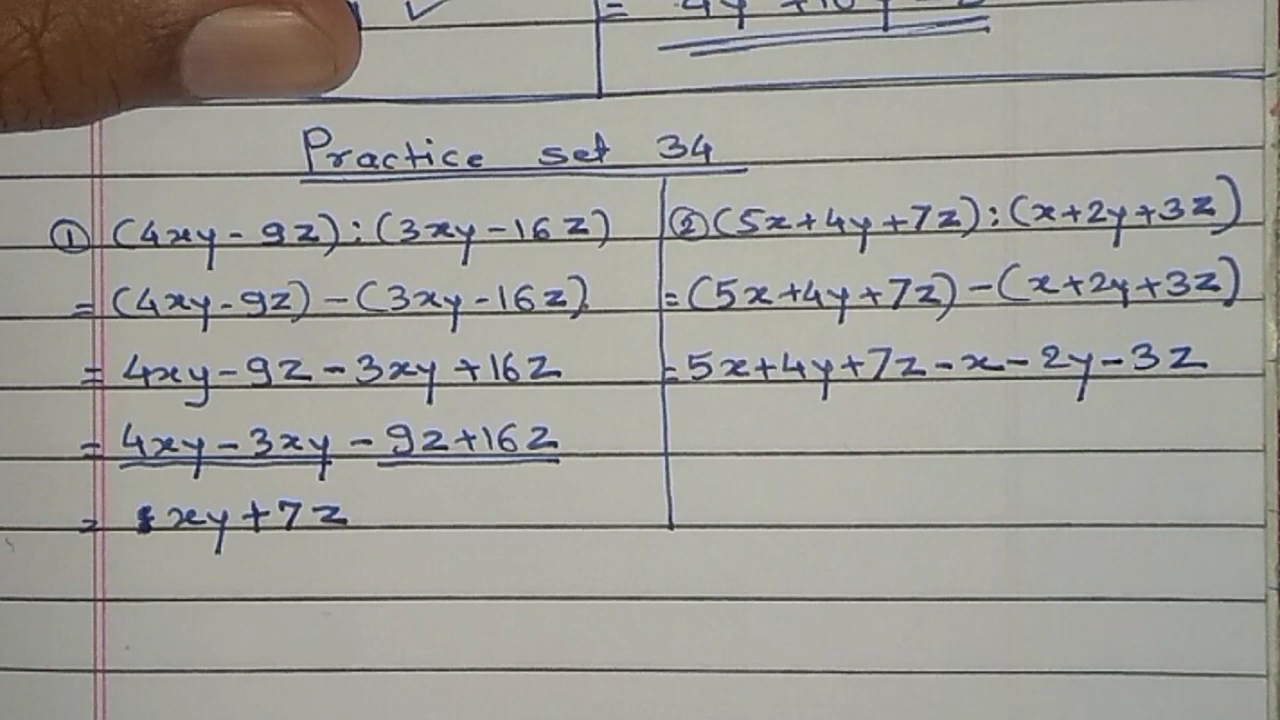 Practice set 34
① (4xy - 9z) : (3xy - 16z)
= (4xy - 9z) - (3xy - 16z)
= 4xy - 9z - 3xy + 16z
= 4xy - 3xy - 9z + 16z
= xy + 7z
② (5x + 4y + 7z) : (x + 2y + 3z)
= (5x + 4y + 7z) - (x + 2y + 3z)
= 5x + 4y + 7z - x - 2y - 3z